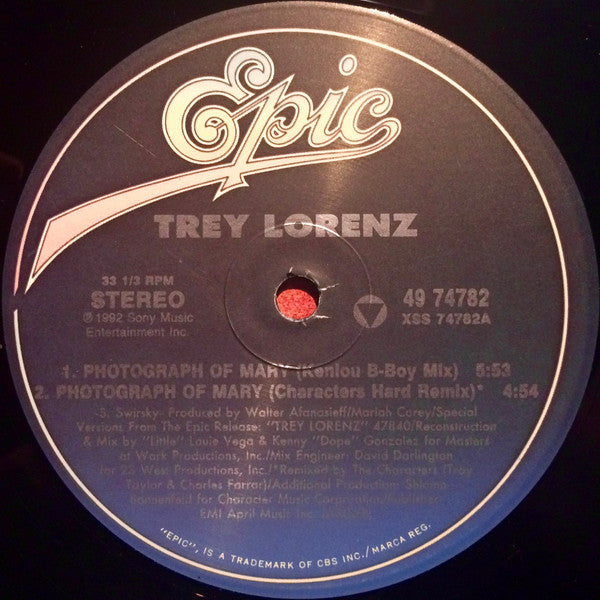 Epic
TREY LORENZ
33 1/3 RPM
STEREO
℗1992 Sony Music
Entertainment Inc.
49 74782
XSS 74782A
1. PHOTOGRAPH OF MARY (Kenlou B-Boy Mix) 5:53
2. PHOTOGRAPH OF MARY (Characters Hard Remix)* 4:54
-S. Swirsky- Produced by Walter Afanasieff/Mariah Carey/Special
Versions From The Epic Release: "TREY LORENZ" 47840/Reconstruction
& Mix by "Little" Louie Vega & Kenny "Dope" Gonzalez for Masters
at Work Productions, Inc./Mix Engineer: David Darlington
for 23 West Productions, Inc./*Remixed by The Characters (Troy
Taylor & Charles Farrar)/Additional Production: Shlomo
Sonnenfeld for Character Music Corporation/Publisher:
EMI April Music Inc.
"EPIC", IS A TRADEMARK OF CBS INC./MARCA REG.